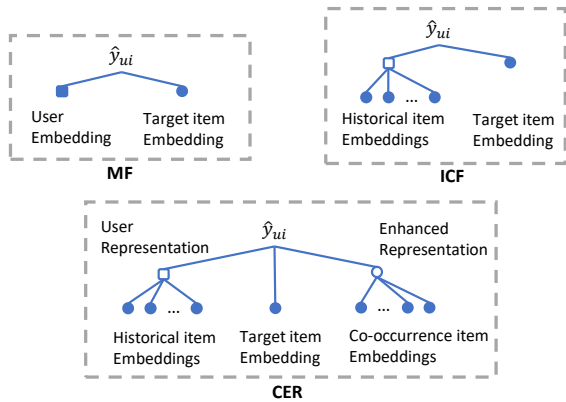 ŷui
User
Embedding
Target item
Embedding
MF
ŷui
...
Historical item
Embeddings
Target item
Embedding
ICF
User
Representation
ŷui
Enhanced
Representation
...
...
Historical item
Embeddings
Target item
Embedding
Co-occurrence item
Embeddings
CER